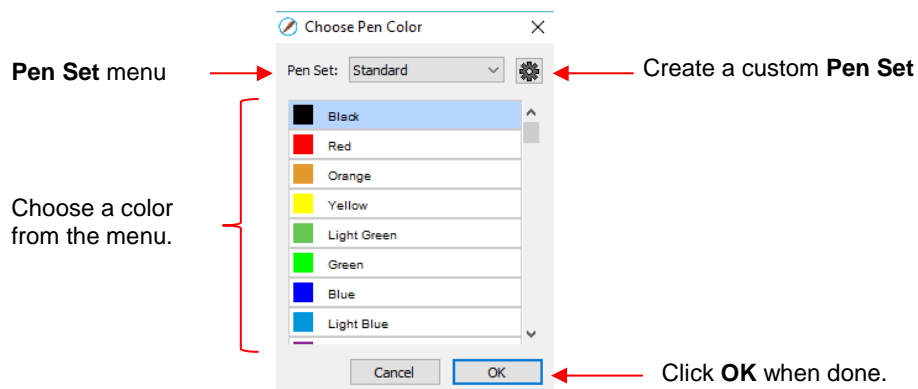 Choose Pen Color
Pen Set menu
Pen Set: Standard
Create a custom Pen Set
Black
Red
Orange
Yellow
Choose a color
from the menu.
Light Green
Green
Blue
Light Blue
Cancel OK
Click OK when done.